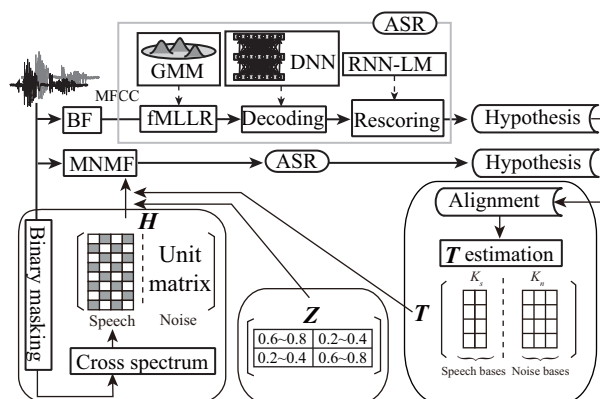 ASR
GMM
DNN
RNN-LM
MFCC
BF
fMLLR
Decoding
Rescoring
Hypothesis
MNMF
ASR
Hypothesis
Binary masking
H
Unit
matrix
Speech
Noise
Cross spectrum
Z
0.6~0.8 0.2~0.4
0.2~0.4 0.6~0.8
T
Alignment
T estimation
Ks
Kn
Speech bases
Noise bases